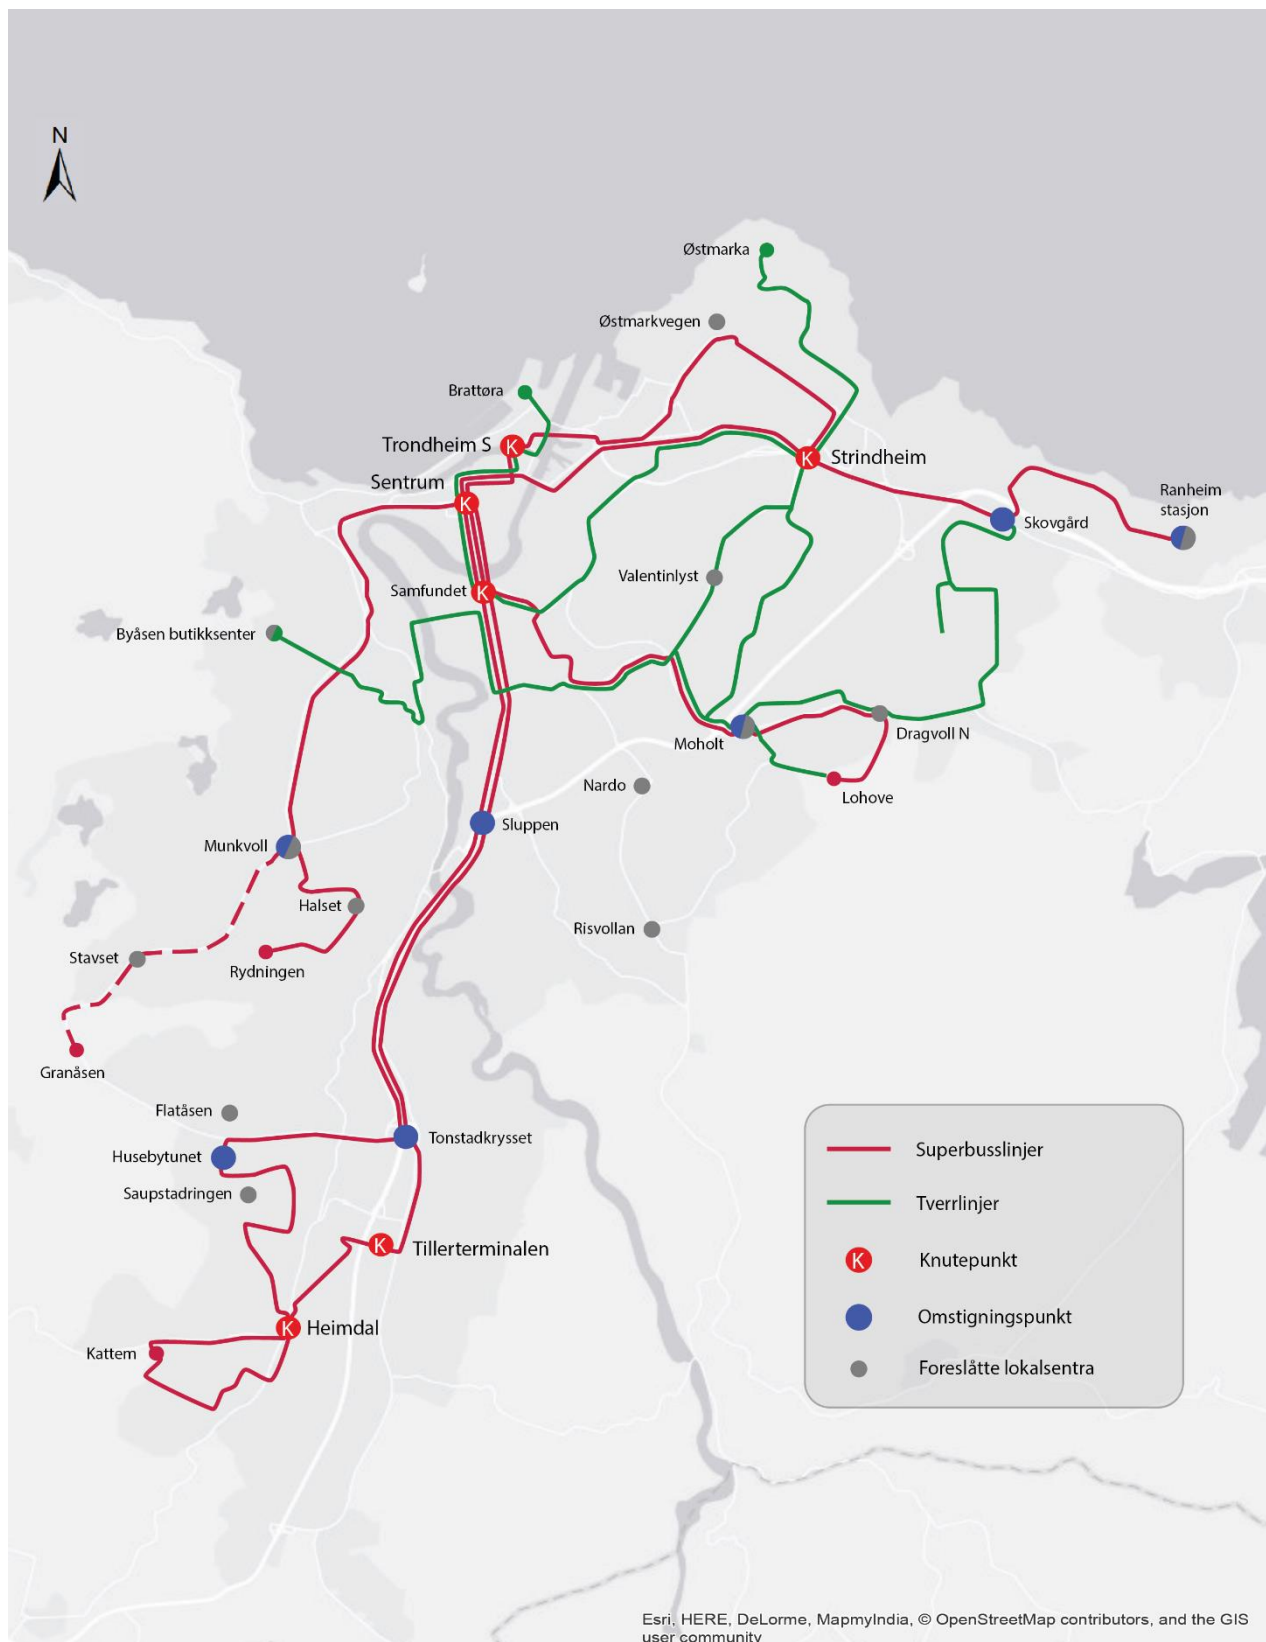 N
Østmarka
Østmarkvegen
Brattøra
Trondheim S
K
Sentrum
K
K
Strindheim
Ranheim
stasjon
Skovgård
Valentinlyst
Samfundet
K
Byåsen butikksenter
Dragvoll N
Moholt
Nardo
Lohove
Sluppen
Munkvoll
Halset
Risvollan
Stavset
Rydningen
Granåsen
Flatåsen
Tonstadkrysset
Husebytunet
Saupstadringen
K
Tillerterminalen
K
Heimdal
Kattem
Superbusslinjer
Tverrlinjer
K
Knutepunkt
Omstigningspunkt
Foreslåtte lokalsentra
Esri, HERE, DeLorme, MapmyIndia, © OpenStreetMap contributors, and the GIS
user community